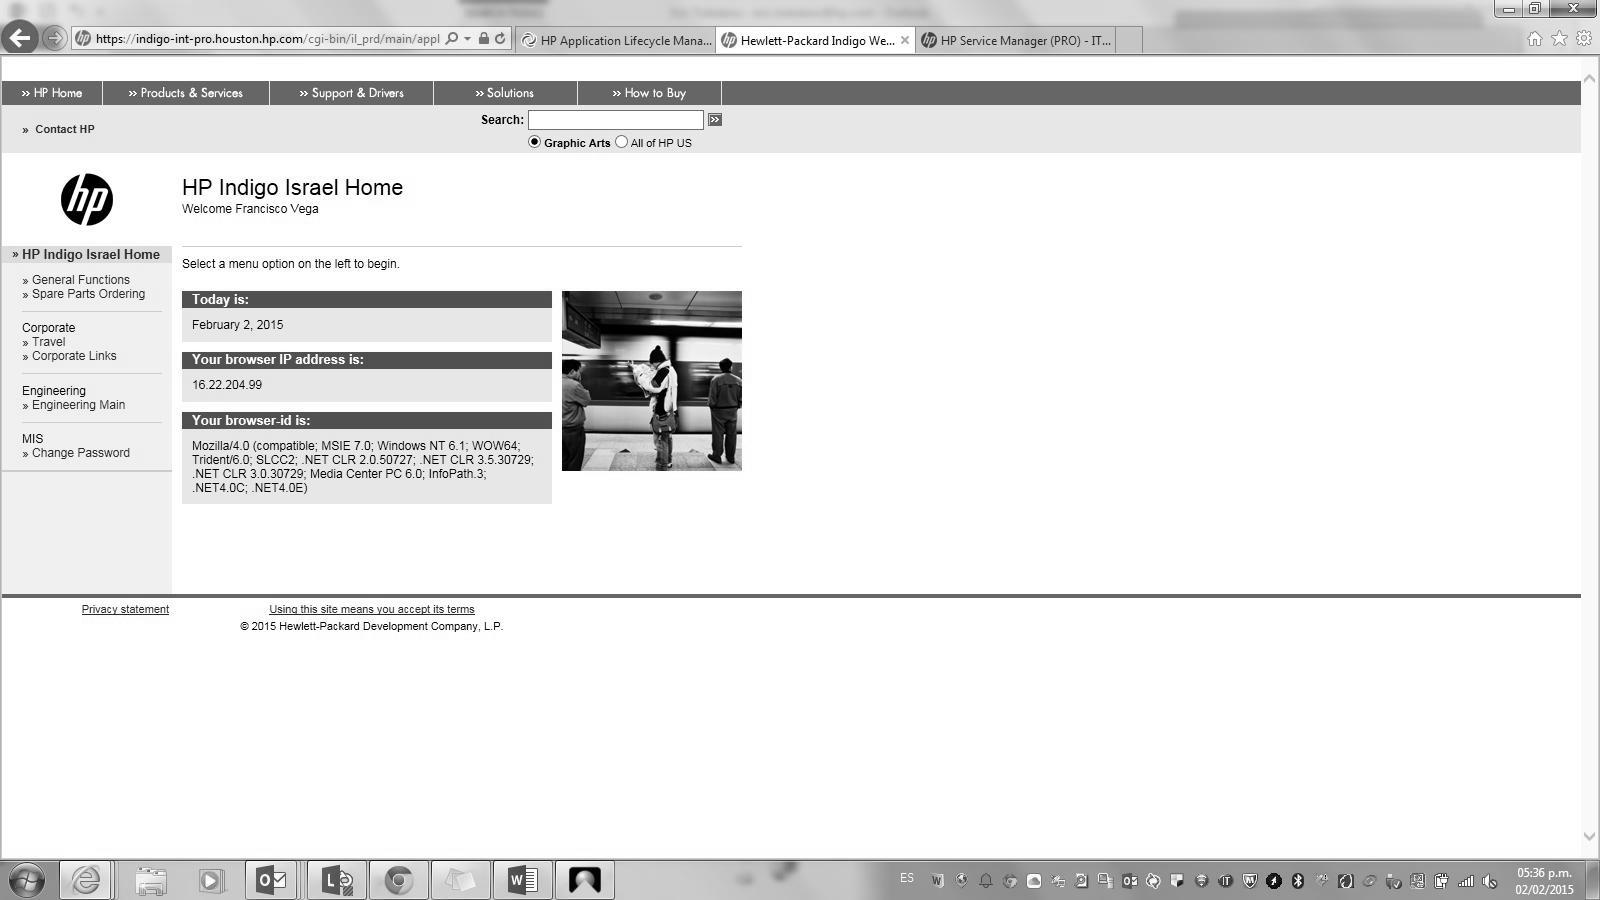 https://indigo-int-pro.houston.hp.com/cgi-bin/il_prd/main/appl
HP Application Lifecycle Mana...
Hewlett-Packard Indigo We...
HP Service Manager (PRO) - IT...
» HP Home
» Products & Services
» Support & Drivers
» Solutions
» How to Buy
» Contact HP
Search:
Graphic Arts
All of HP US
hp
HP Indigo Israel Home
Welcome Francisco Vega
» HP Indigo Israel Home
» General Functions
» Spare Parts Ordering
Corporate
» Travel
» Corporate Links
Engineering
» Engineering Main
MIS
» Change Password
Select a menu option on the left to begin.
Today is:
February 2, 2015
Your browser IP address is:
16.22.204.99
Your browser-id is:
Mozilla/4.0 (compatible; MSIE 7.0; Windows NT 6.1; WOW64;
Trident/6.0; SLCC2; .NET CLR 2.0.50727; .NET CLR 3.5.30729;
.NET CLR 3.0.30729; Media Center PC 6.0; InfoPath.3;
.NET4.0C; .NET4.0E)
Privacy statement
Using this site means you accept its terms
© 2015 Hewlett-Packard Development Company, L.P.
ES
05:36 p.m.
02/02/2015